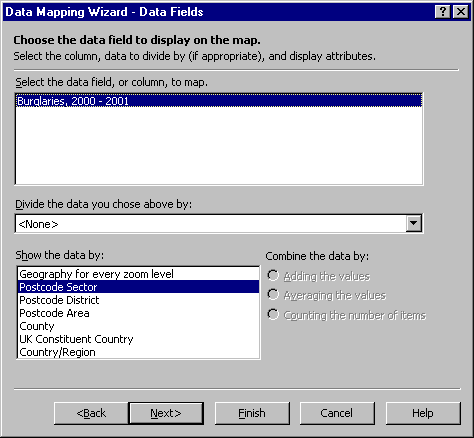 Data Mapping Wizard - Data Fields
Choose the data field to display on the map.
Select the column, data to divide by (if appropriate), and display attributes.
Select the data field, or column, to map.
Burglaries, 2000 - 2001
Divide the data you chose above by:
<None>
Show the data by:
Geography for every zoom level
Postcode Sector
Postcode District
Postcode Area
County
UK Constituent Country
Country/Region
Combine the data by:
Adding the values
Averaging the values
Counting the number of items
<Back
Next>
Finish
Cancel
Help